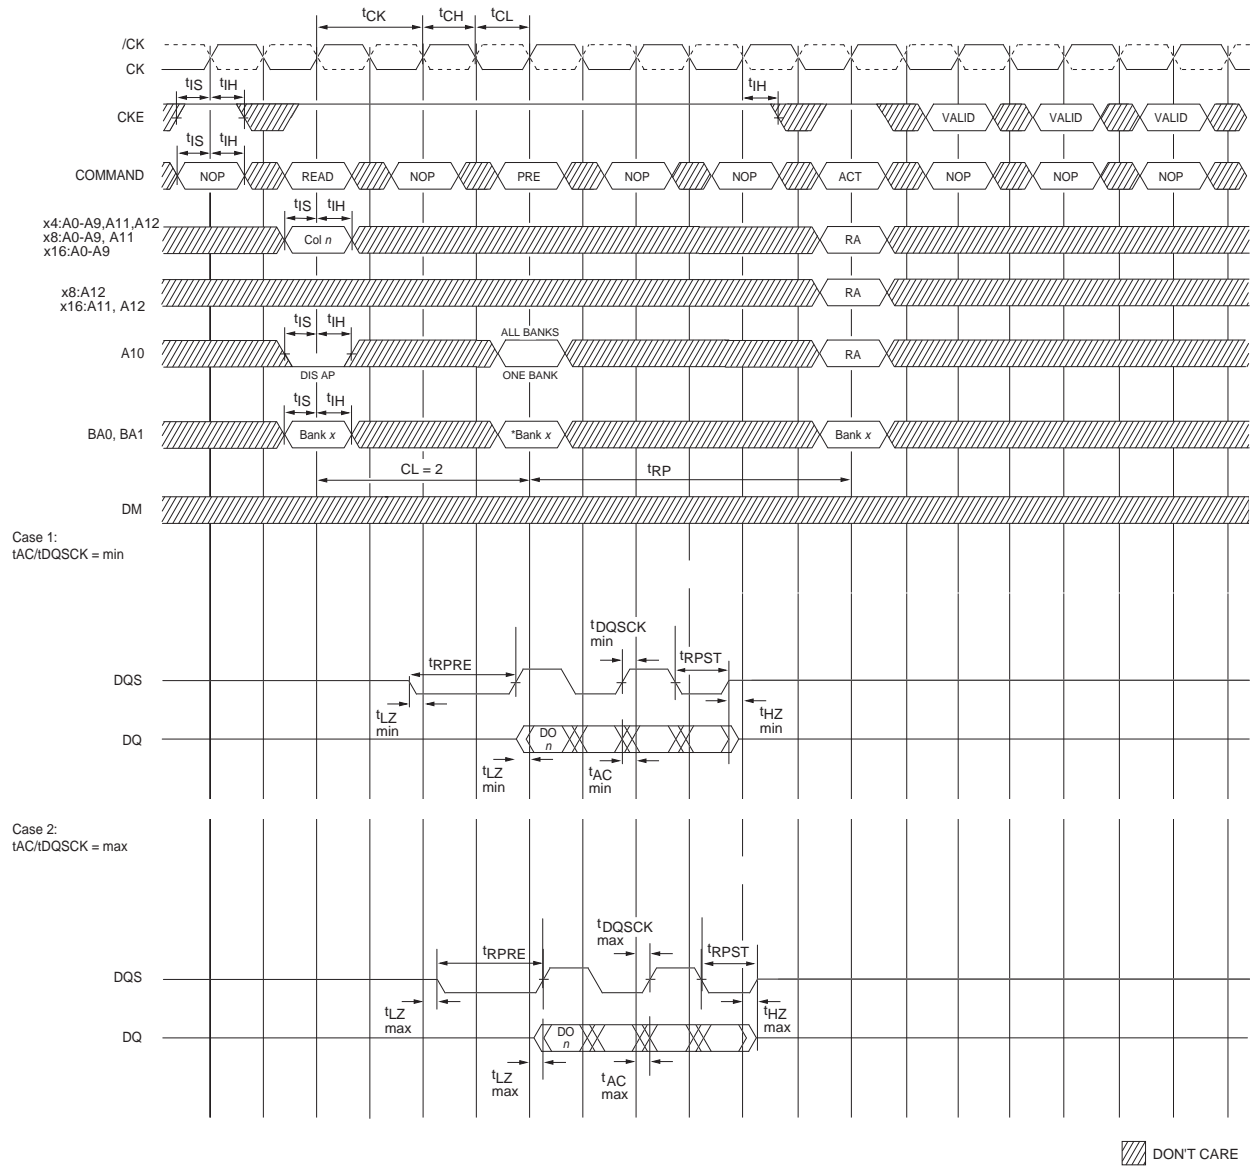 tCK tCH tCL
/CK
CK
tIS tIH tIH
CKE VALID VALID VALID
tIS tIH
COMMAND NOP READ NOP PRE NOP NOP ACT NOP NOP NOP
tIS tIH
x4:A0-A9,A11,A12
x8:A0-A9, A11
x16:A0-A9
Col n RA
x8:A12
x16:A11, A12
RA
tIS tIH ALL BANKS
A10 RA
DIS AP ONE BANK
tIS tIH
BA0, BA1 Bank x *Bank x Bank x
CL = 2 tRP
DM
Case 1:
tAC/tDQSCK = min
tDQSCK
min
tRPRE tRPST
DQS
tLZ
min
tHZ
min
DQ DO
n
tLZ
min
tAC
min
Case 2:
tAC/tDQSCK = max
tDQSCK
max
tRPRE tRPST
DQS
tLZ
max
tHZ
max
DQ DO
n
tLZ
max
tAC
max
DON'T CARE